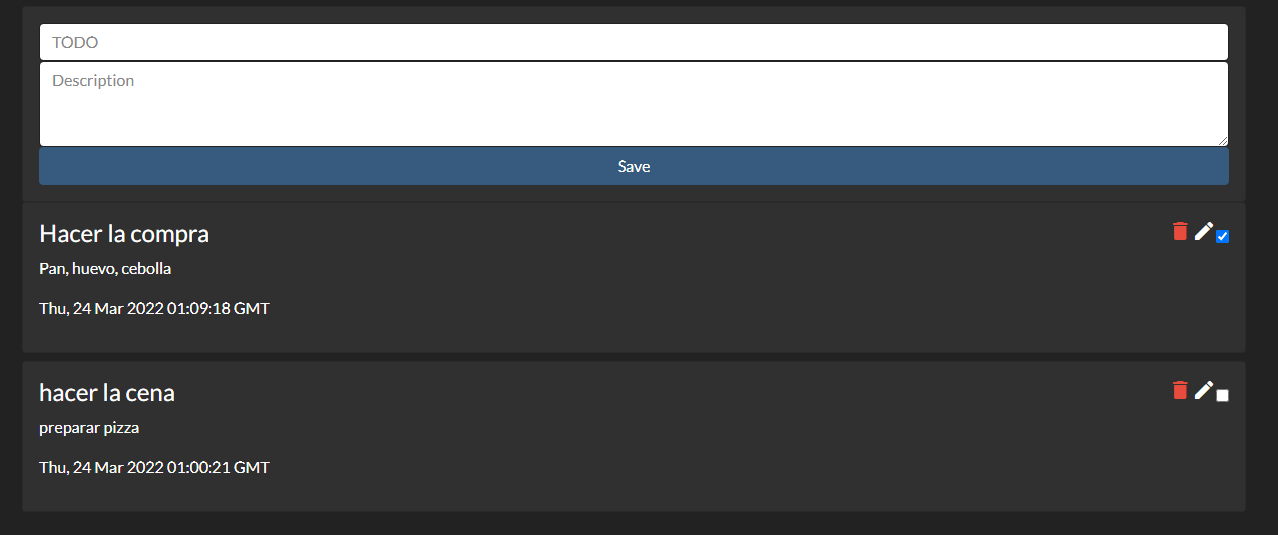 TODO
Description
Save
Hacer la compra
Pan, huevo, cebolla
Thu, 24 Mar 2022 01:09:18 GMT
hacer la cena
preparar pizza
Thu, 24 Mar 2022 01:00:21 GMT